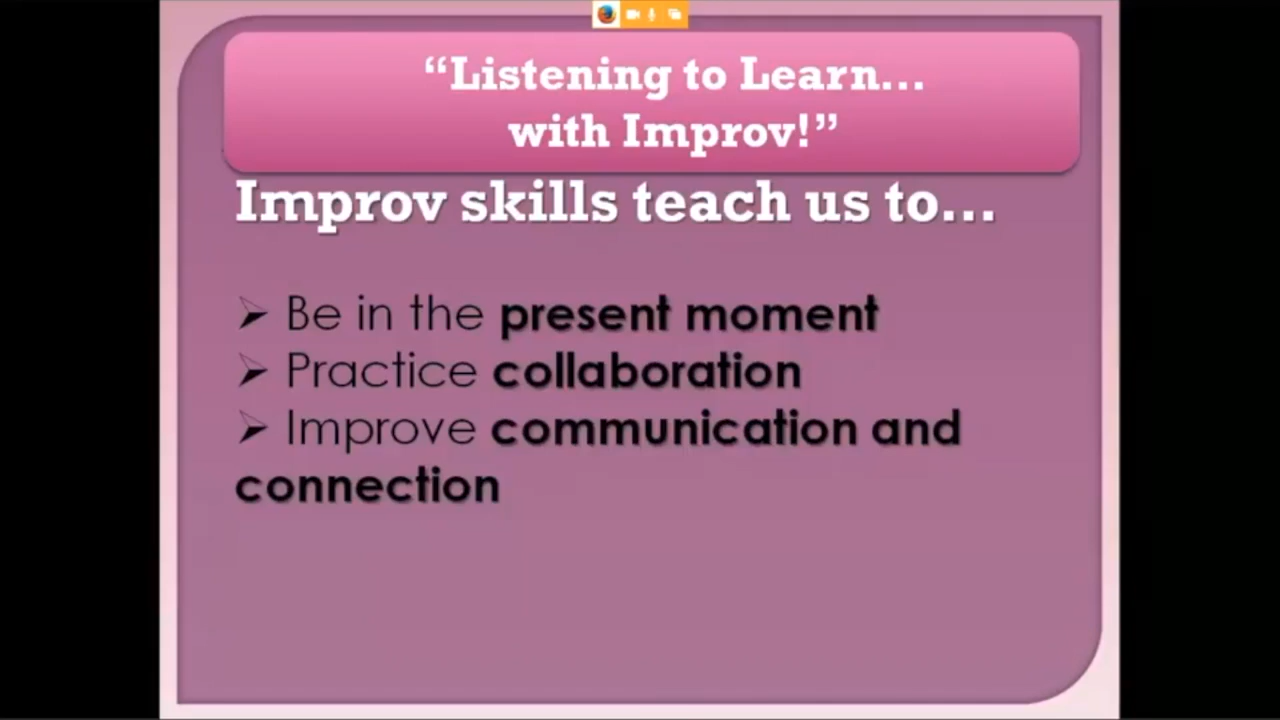 “Listening to Learn...
with Improv!”
Improv skills teach us to...
➢ Be in the present moment
➢ Practice collaboration
➢ Improve communication and
connection